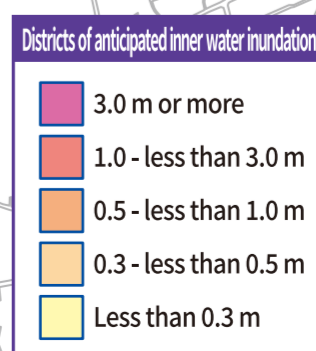 Districts of anticipated inner water inundation
3.0 m or more
1.0 - less than 3.0 m
0.5 - less than 1.0 m
0.3 - less than 0.5 m
Less than 0.3 m